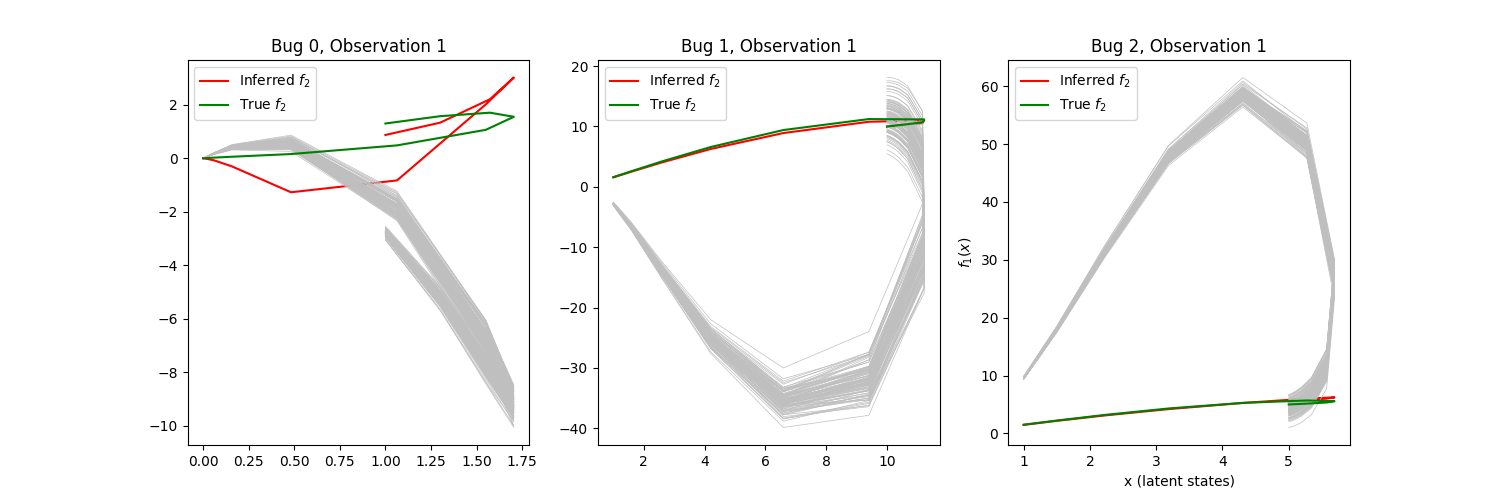 Bug 0, Observation 1
Inferred f₂
True f₂
2
0
−2
−4
−6
−8
−10
0.00 0.25 0.50 0.75 1.00 1.25 1.50 1.75
Bug 1, Observation 1
Inferred f₂
True f₂
20
10
0
−10
−20
−30
−40
2 4 6 8 10
Bug 2, Observation 1
Inferred f₂
True f₂
60
50
40
30
20
10
0
f₁(x)
1 2 3 4 5
x (latent states)